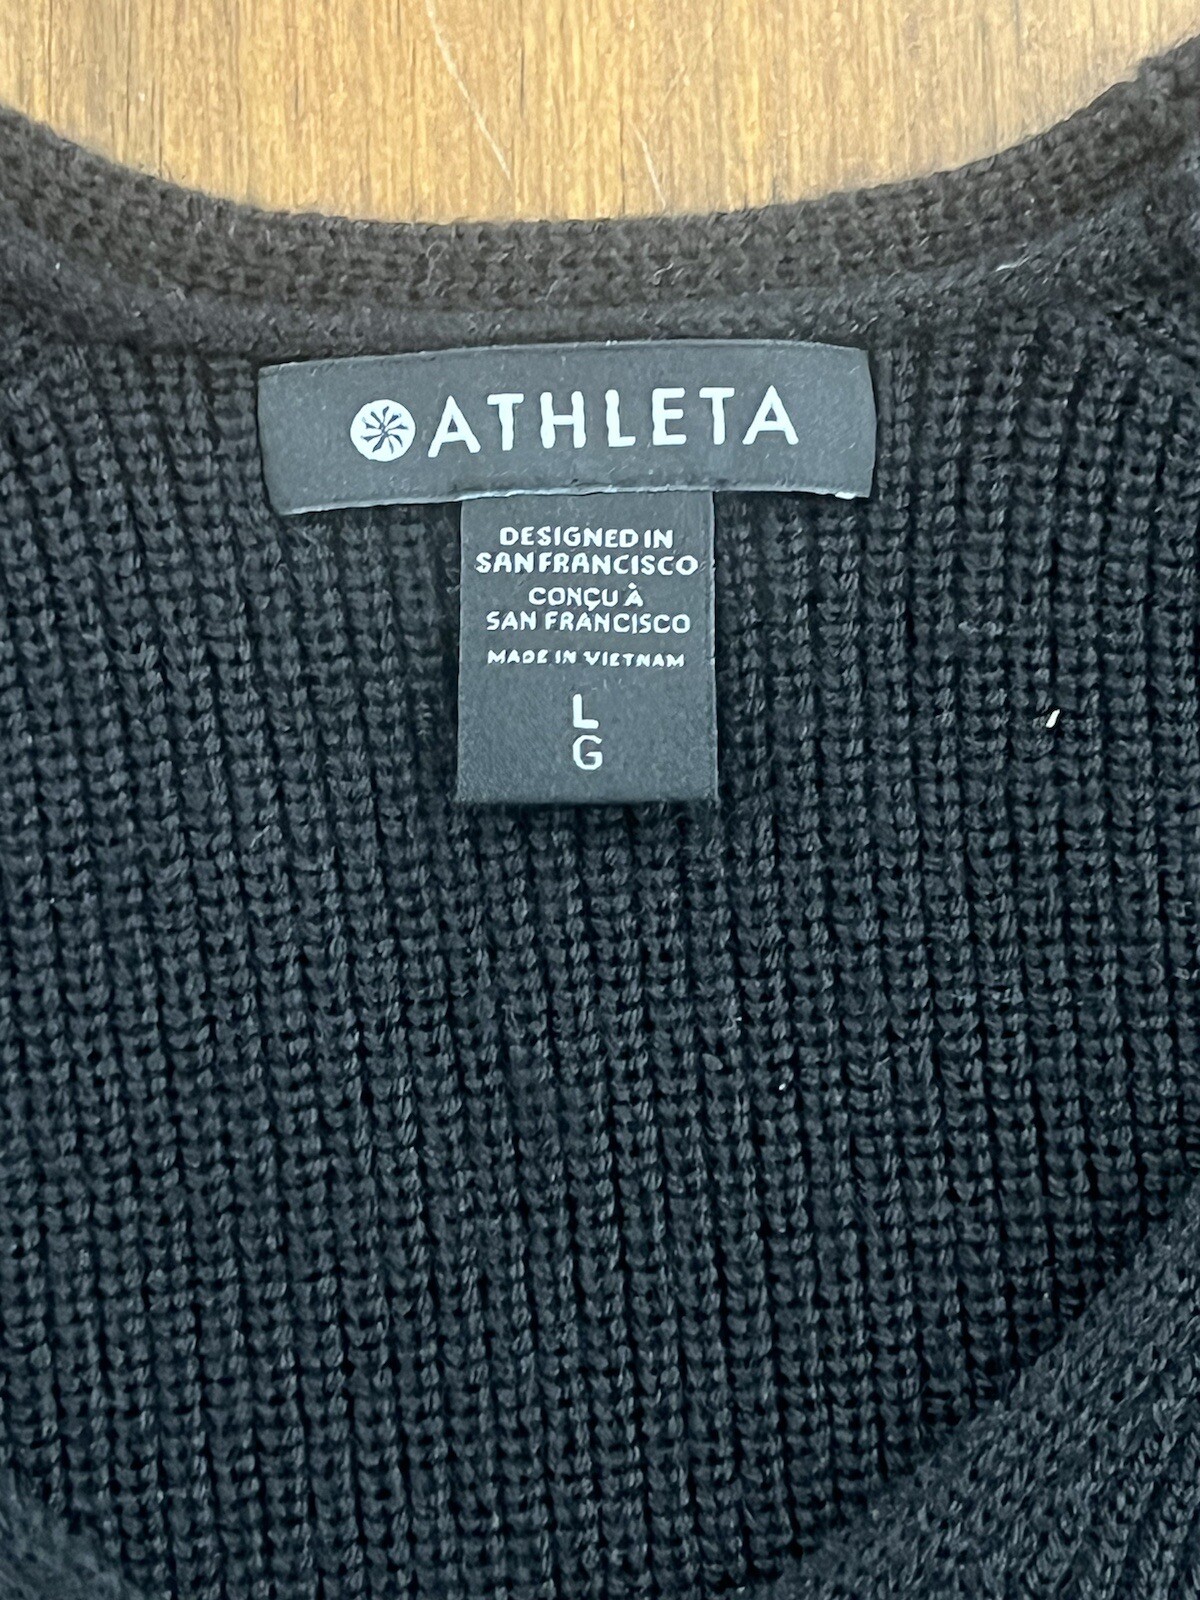 ATHLETA
DESIGNED IN
SAN FRANCISCO
CONÇU À
SAN FRANCISCO
MADE IN VIETNAM
L
G